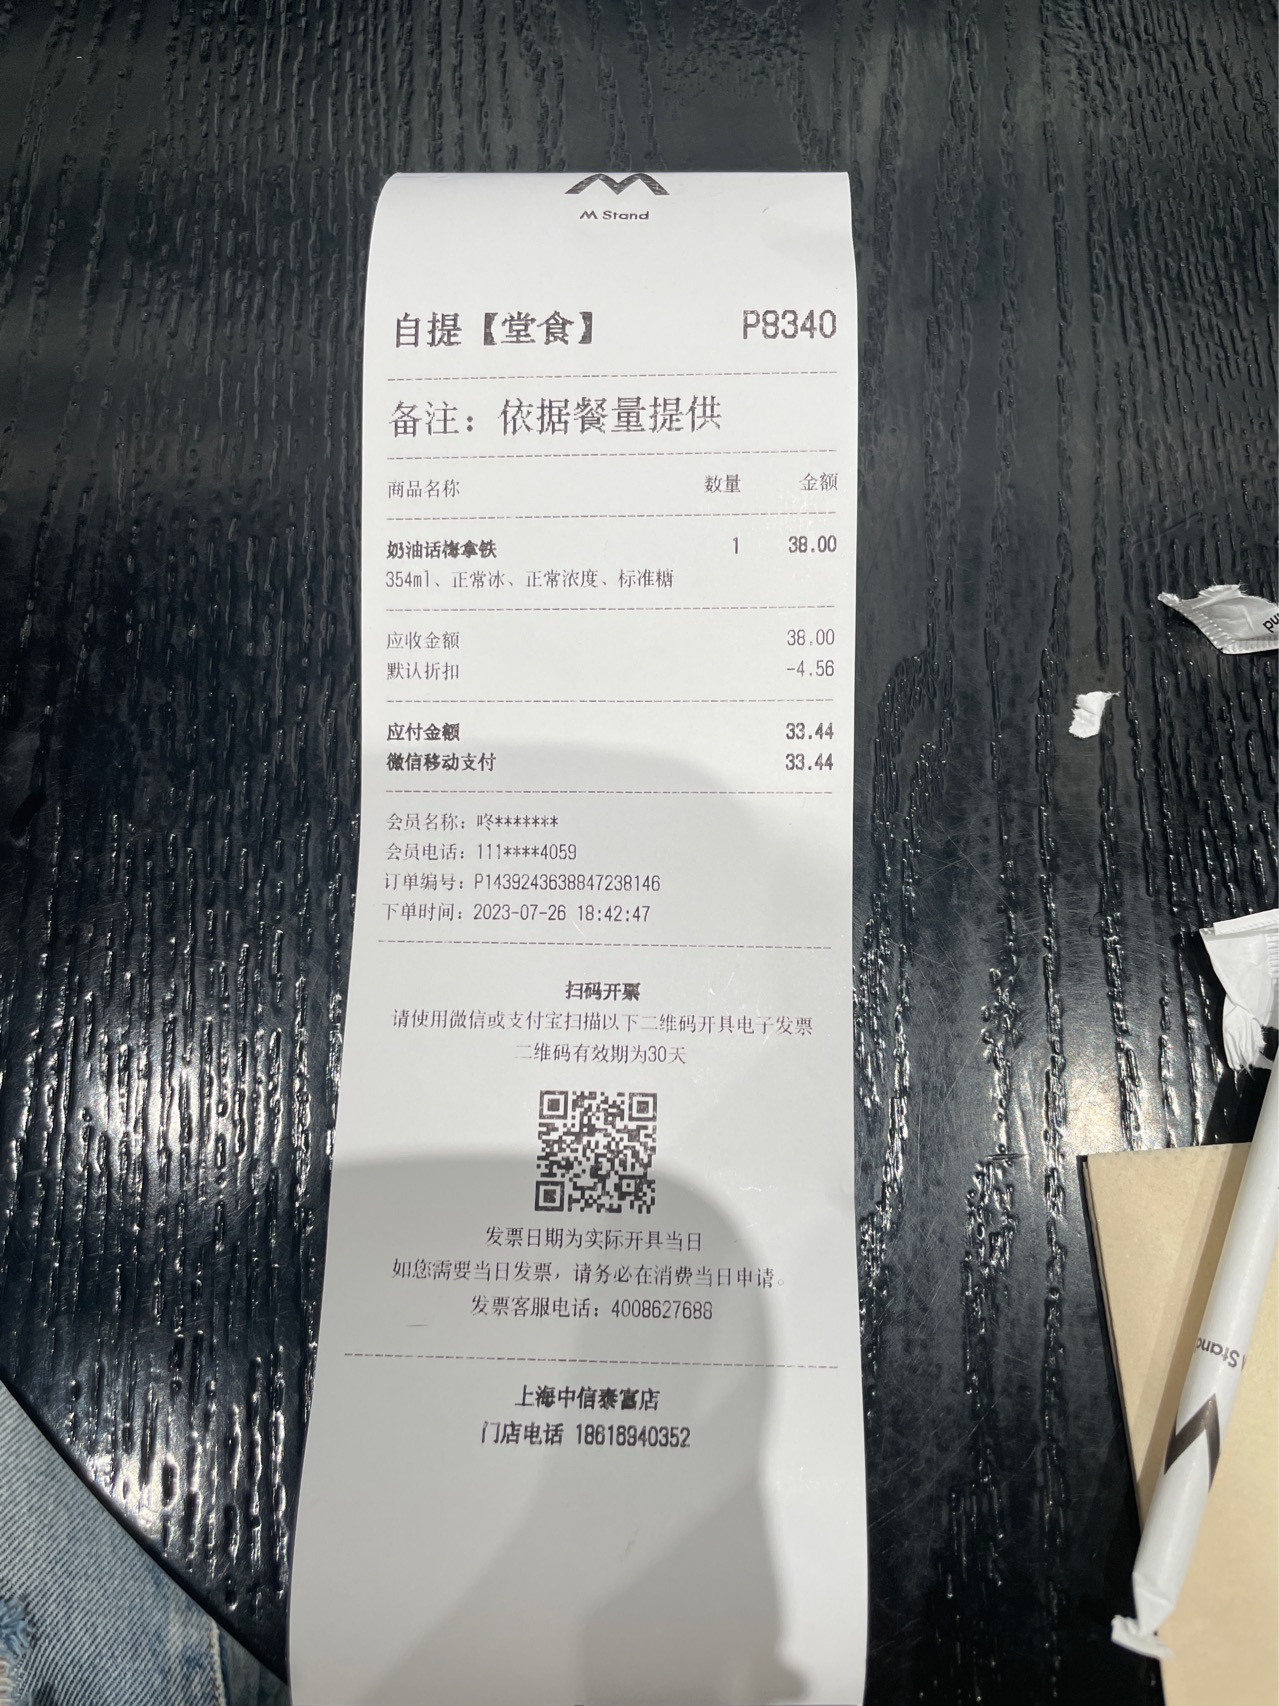 M Stand
自提【堂食】 P8340
备注：依据餐量提供
商品名称 数量 金额
奶油话梅拿铁 1 38.00
354ml、正常冰、正常浓度、标准糖
应收金额 38.00
默认折扣 -4.56
应付金额 33.44
微信移动支付 33.44
会员名称：咚*******
会员电话：111****4059
订单编号：P1439243638847238146
下单时间：2023-07-26 18:42:47
扫码开票
请使用微信或支付宝扫描以下二维码开具电子发票
二维码有效期为30天
发票日期为实际开具当日
如您需要当日发票，请务必在消费当日申请。
发票客服电话：4008627688
上海中信泰富店
门店电话 18618940352
Stand